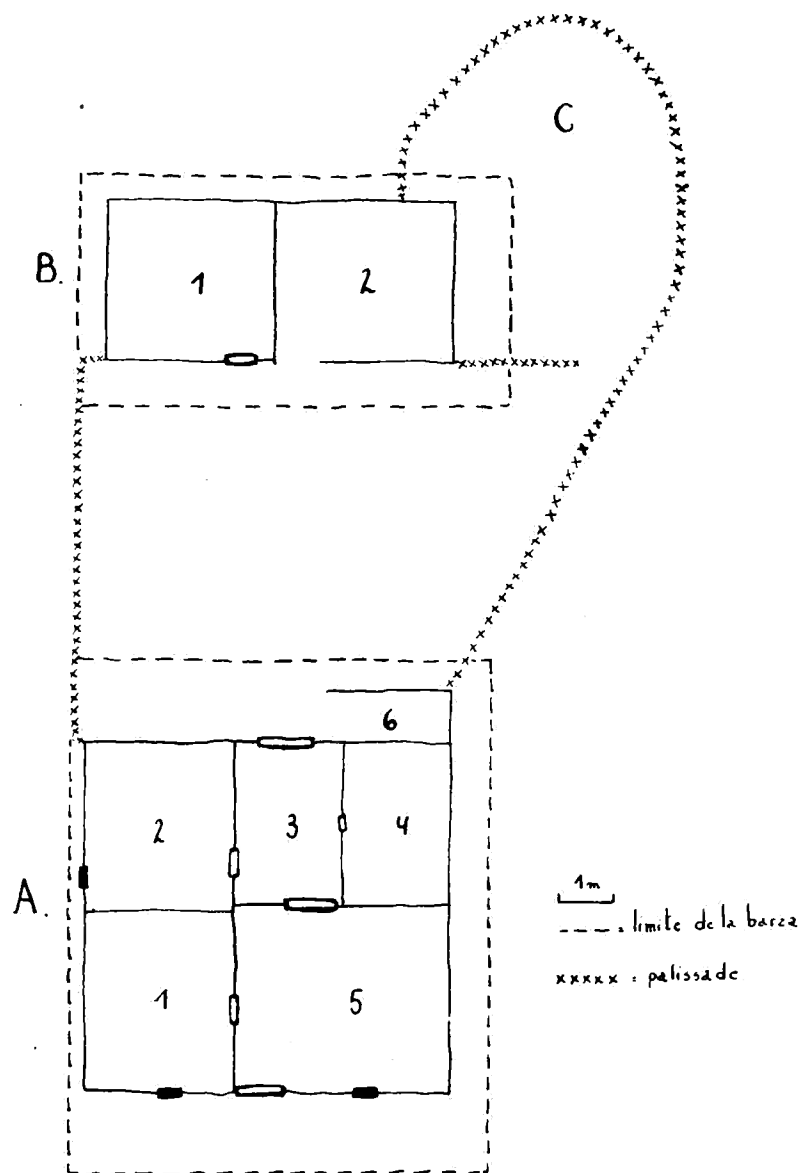 C
B.
1
2
6
2
3
4
A.
1
5
1m
---- = limite de la barza
xxxxx = palissade